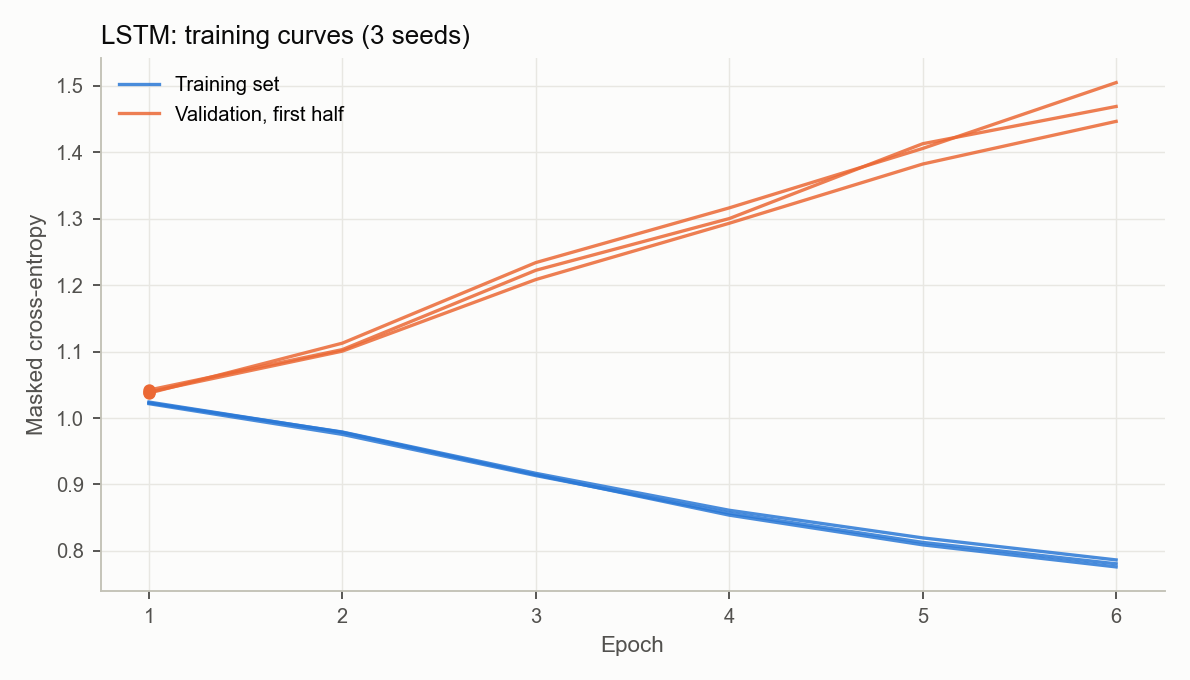 LSTM: training curves (3 seeds)
Training set
Validation, first half
Masked cross-entropy
1.5
1.4
1.3
1.2
1.1
1.0
0.9
0.8
1 2 3 4 5 6
Epoch